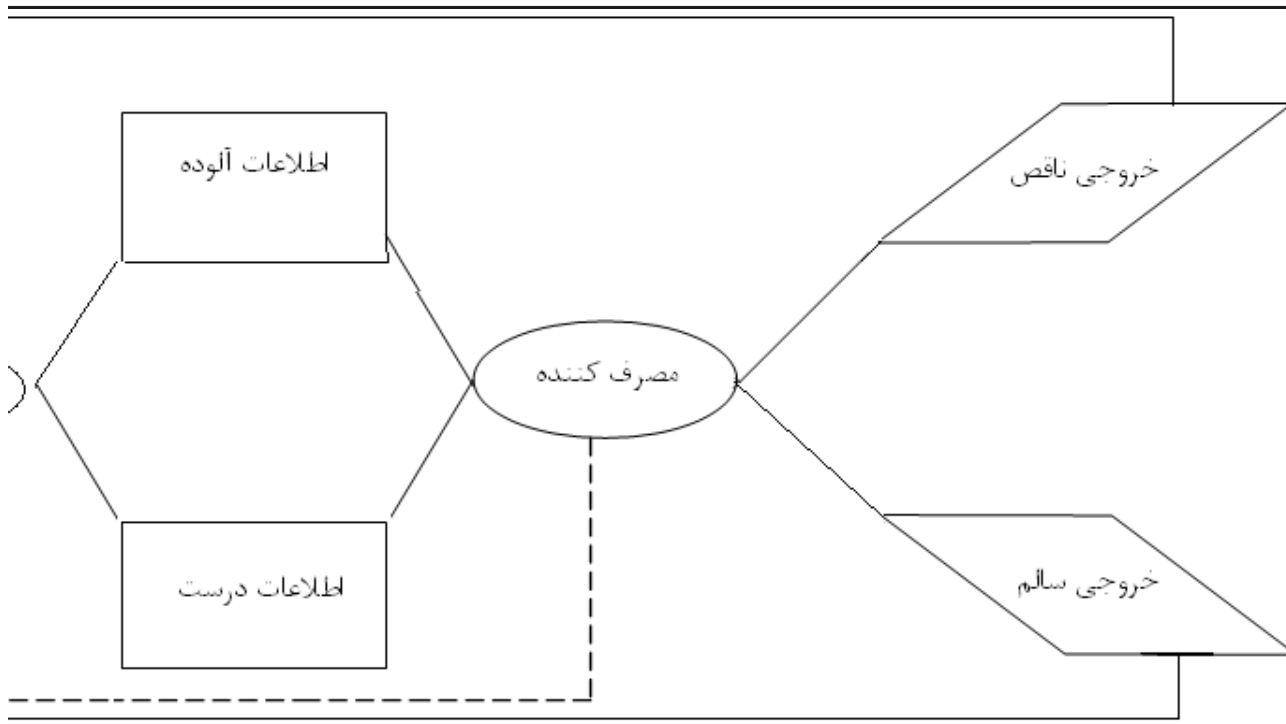 خروجی ناقص
اطلاعات آلوده
مصرف کننده
خروجی سالم
اطلاعات درست